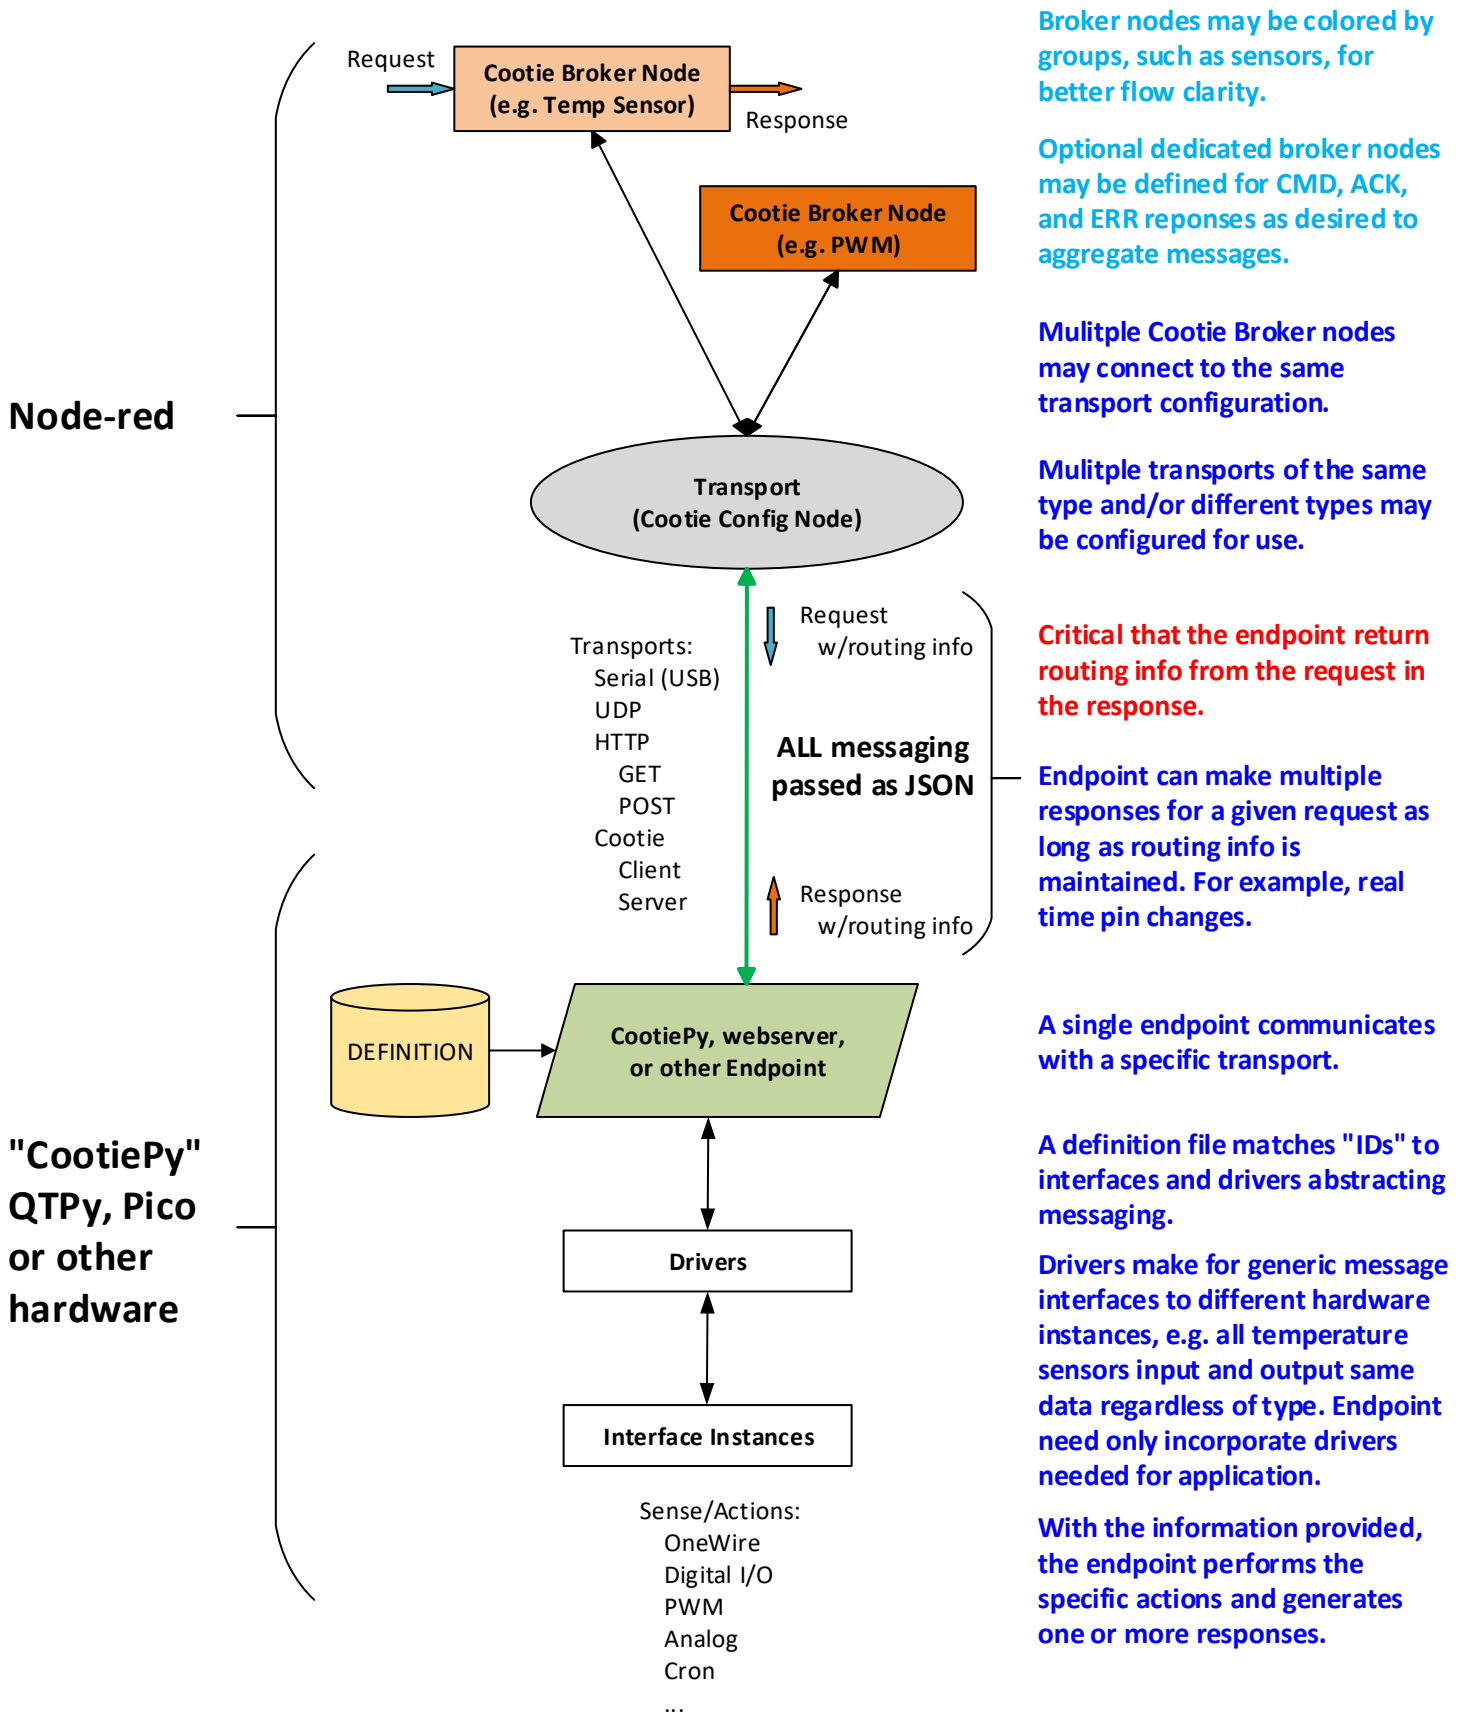 Broker nodes may be colored by
groups, such as sensors, for
better flow clarity.
Request
Cootie Broker Node
(e.g. Temp Sensor)
Response
Optional dedicated broker nodes
may be defined for CMD, ACK,
and ERR reponses as desired to
aggregate messages.
Cootie Broker Node
(e.g. PWM)
Mulitple Cootie Broker nodes
may connect to the same
transport configuration.
Node-red
Transport
(Cootie Config Node)
Mulitple transports of the same
type and/or different types may
be configured for use.
Transports:
Serial (USB)
UDP
HTTP
GET
POST
Cootie
Client
Server
Request
w/routing info
ALL messaging
passed as JSON
Response
w/routing info
Critical that the endpoint return
routing info from the request in
the response.
Endpoint can make multiple
responses for a given request as
long as routing info is
maintained. For example, real
time pin changes.
DEFINITION
CootiePy, webserver,
or other Endpoint
A single endpoint communicates
with a specific transport.
"CootiePy"
QTPy, Pico
or other
hardware
A definition file matches "IDs" to
interfaces and drivers abstracting
messaging.
Drivers
Drivers make for generic message
interfaces to different hardware
instances, e.g. all temperature
sensors input and output same
data regardless of type. Endpoint
need only incorporate drivers
needed for application.
Interface Instances
Sense/Actions:
OneWire
Digital I/O
PWM
Analog
Cron
...
With the information provided,
the endpoint performs the
specific actions and generates
one or more responses.